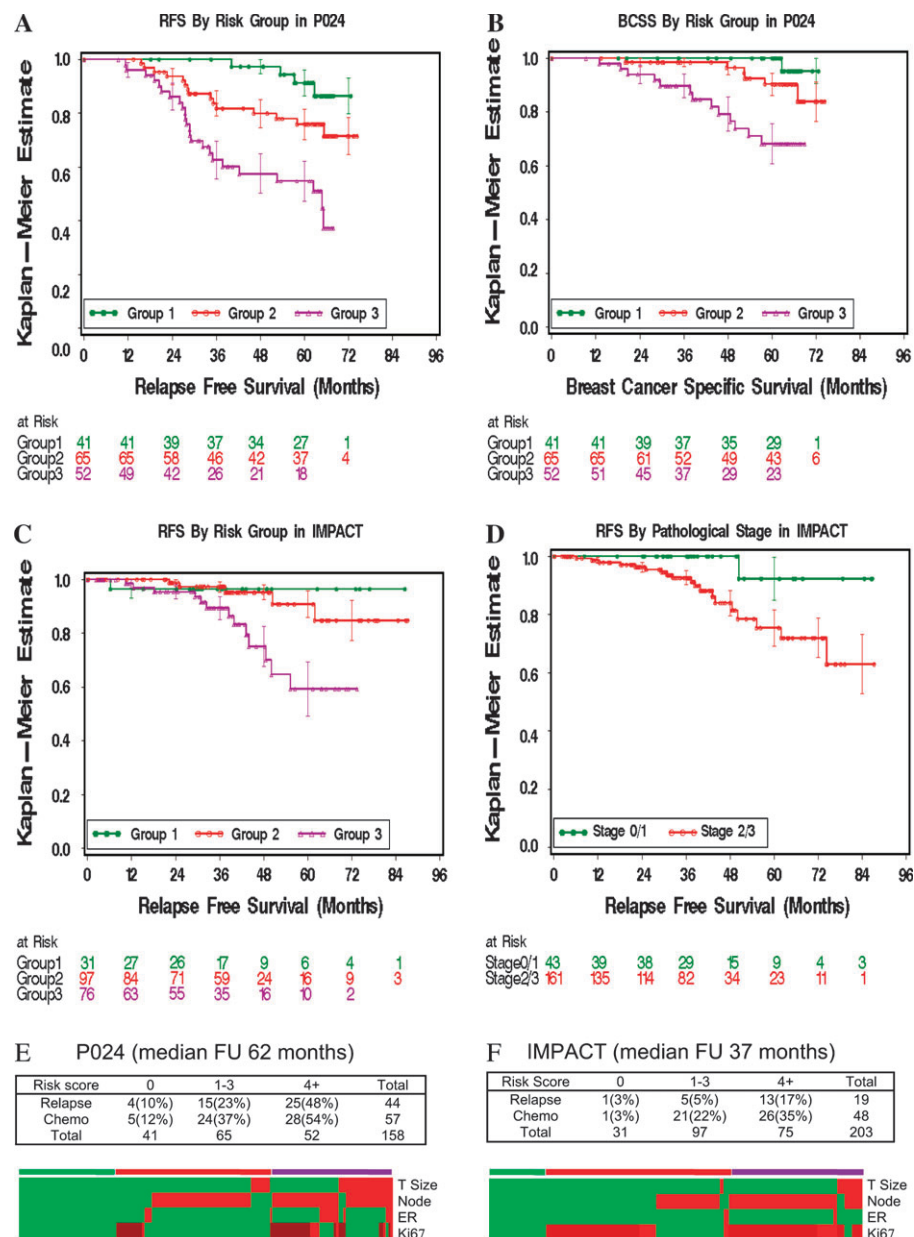 A
RFS By Risk Group in P024
Kaplan—Meier Estimate
1.0
0.8
0.6
0.4
0.2
0.0
Group 1 Group 2 Group 3
0 12 24 36 48 60 72 84 96
Relapse Free Survival (Months)
at Risk
Group1 41 41 39 37 34 27 1
Group2 65 65 58 46 42 37 4
Group3 52 49 42 26 21 18
B
BCSS by Risk Group in P024
Kaplan—Meier Estimate
1.0
0.8
0.6
0.4
0.2
0.0
Group 1 Group 2 Group 3
0 12 24 36 48 60 72 84 96
Breast Cancer Specific Survival (Months)
at Risk
Group1 41 41 39 37 35 29 1
Group2 65 65 61 52 49 43 6
Group3 52 51 45 37 29 23
C
RFS By Risk Group in IMPACT
Kaplan—Meier Estimate
1.0
0.8
0.6
0.4
0.2
0.0
Group 1 Group 2 Group 3
0 12 24 36 48 60 72 84 96
Relapse Free Survival (Months)
at Risk
Group1 31 27 26 17 9 6 4 1
Group2 97 84 71 59 24 16 9 3
Group3 76 63 55 35 16 10 2
D
RFS By Pathological Stage in IMPACT
Kaplan—Meier Estimate
1.0
0.8
0.6
0.4
0.2
0.0
Stage 0/1 Stage 2/3
0 12 24 36 48 60 72 84 96
Relapse Free Survival (Months)
at Risk
Stage0/1 43 39 38 29 15 9 4 3
Stage2/3 161 135 114 82 34 23 11 1
E P024 (median FU 62 months)
Risk score 0 1-3 4+ Total
Relapse 4(10%) 15(23%) 25(48%) 44
Chemo 5(12%) 24(37%) 28(54%) 57
Total 41 65 52 158
T Size
Node
ER
Ki67
F IMPACT (median FU 37 months)
Risk Score 0 1-3 4+ Total
Relapse 1(3%) 5(5%) 13(17%) 19
Chemo 1(3%) 21(22%) 26(35%) 48
Total 31 97 75 203
T Size
Node
ER
Ki67